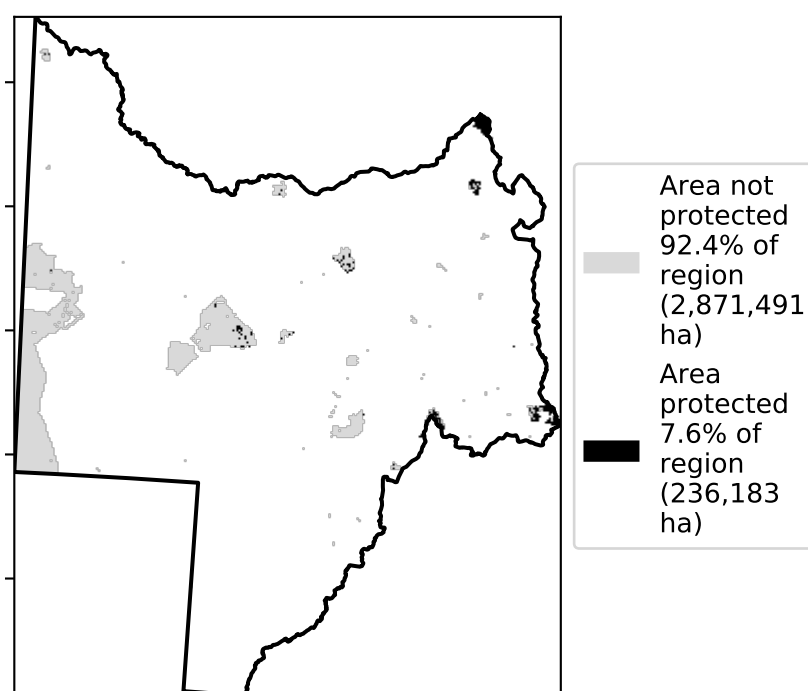 Area not
protected
92.4% of
region
(2,871,491
ha)
Area
protected
7.6% of
region
(236,183
ha)